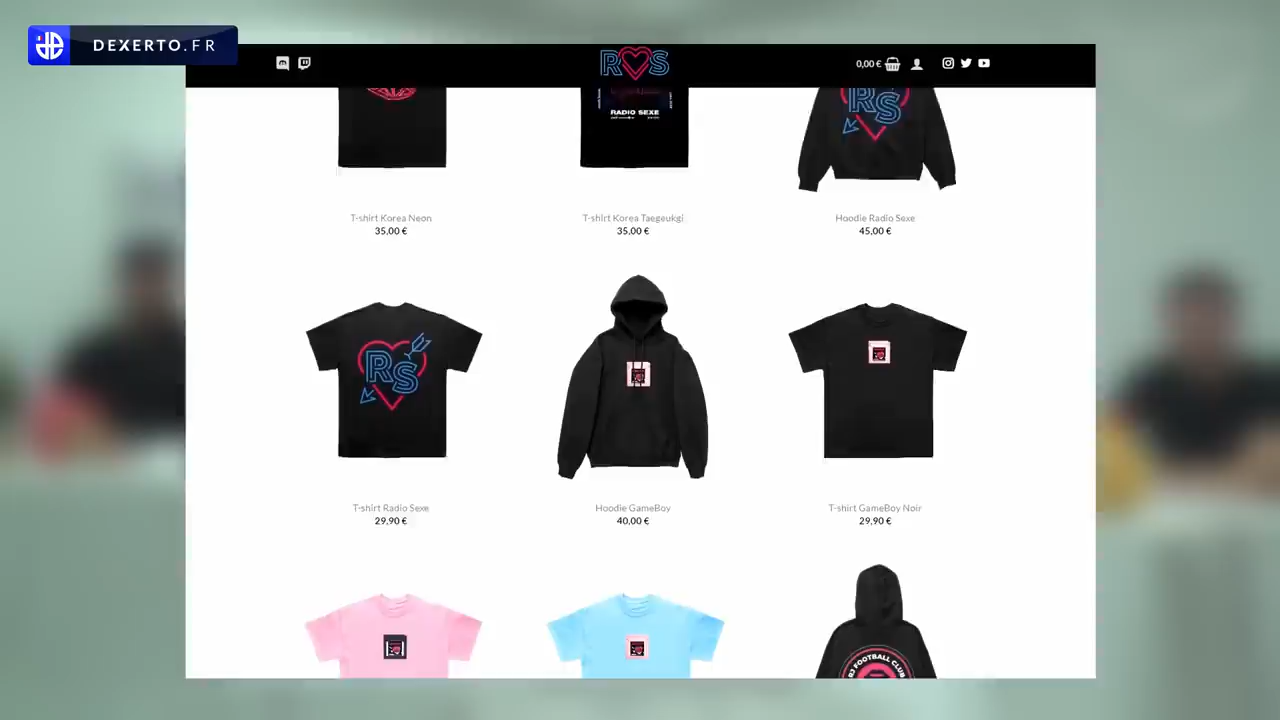 DEXERTO.FR
R S
0,00 €
RADIO SEXE
RS
T-shirt Korea Neon
T-shirt Korea Taegeukgi
Hoodie Radio Sexe
35,00 €
35,00 €
45,00 €
RS
T-shirt Radio Sexe
Hoodie GameBoy
T-shirt GameBoy Noir
29,90 €
40,00 €
29,90 €
FOOTBALL CLUB